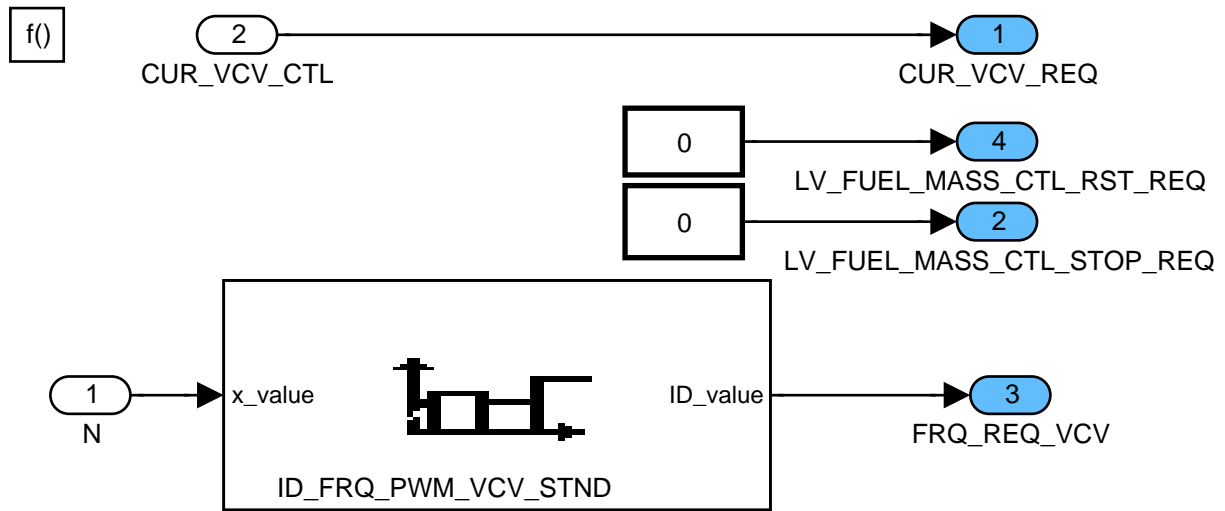 f()
2
CUR_VCV_CTL
1
CUR_VCV_REQ
0
4
LV_FUEL_MASS_CTL_RST_REQ
0
2
LV_FUEL_MASS_CTL_STOP_REQ
1
N
x_value
ID_value
ID_FRQ_PWM_VCV_STND
3
FRQ_REQ_VCV